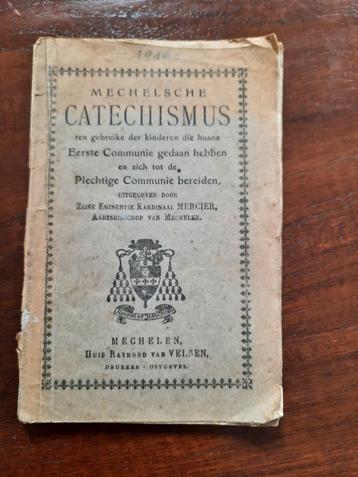 MECHELSCHE
CATECHISMUS
ten gebruike der kinderen die hunne
Eerste Communie gedaan hebben
en zich tot de
Plechtige Communie bereiden,
UITGEGEVEN DOOR
ZIJNE EMINENTIE KARDINAAL MERCIER,
AARTSBISSCHOP VAN MECHELEN.
MECHELEN,
HUIS RAYMOND VAN VELSEN,
DRUKKER - UITGEVER.